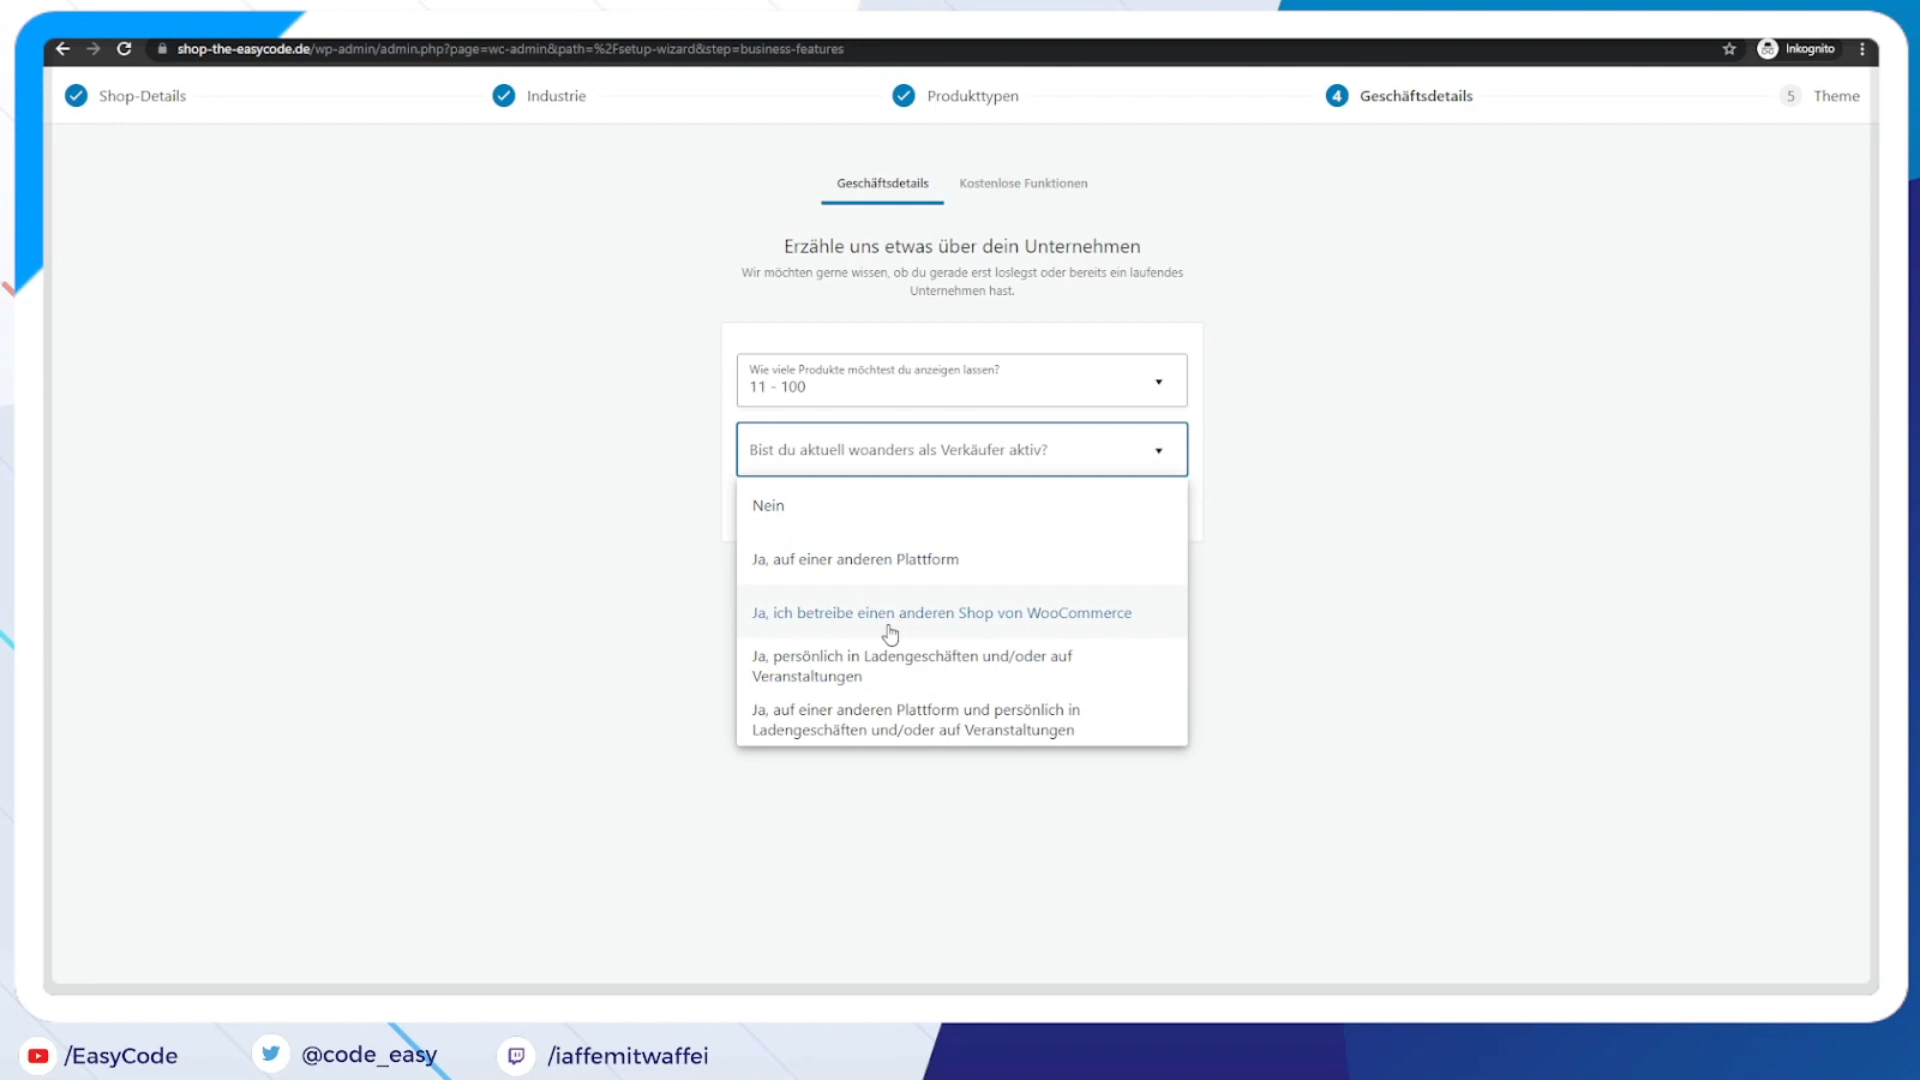 shop-the-easycode.de/wp-admin/admin.php?page=wc-admin&path=%2Fsetup-wizard&step=business-features
Inkognito
Shop-Details
Industrie
Produkttypen
4 Geschäftsdetails
5 Theme
Geschäftsdetails
Kostenlose Funktionen
Erzähle uns etwas über dein Unternehmen
Wir möchten gerne wissen, ob du gerade erst loslegst oder bereits ein laufendes
Unternehmen hast.
Wie viele Produkte möchtest du anzeigen lassen?
11 - 100
Bist du aktuell woanders als Verkäufer aktiv?
Nein
Ja, auf einer anderen Plattform
Ja, ich betreibe einen anderen Shop von WooCommerce
Ja, persönlich in Ladengeschäften und/oder auf
Veranstaltungen
Ja, auf einer anderen Plattform und persönlich in
Ladengeschäften und/oder auf Veranstaltungen
/EasyCode
@code_easy
/iaffemitwaffei